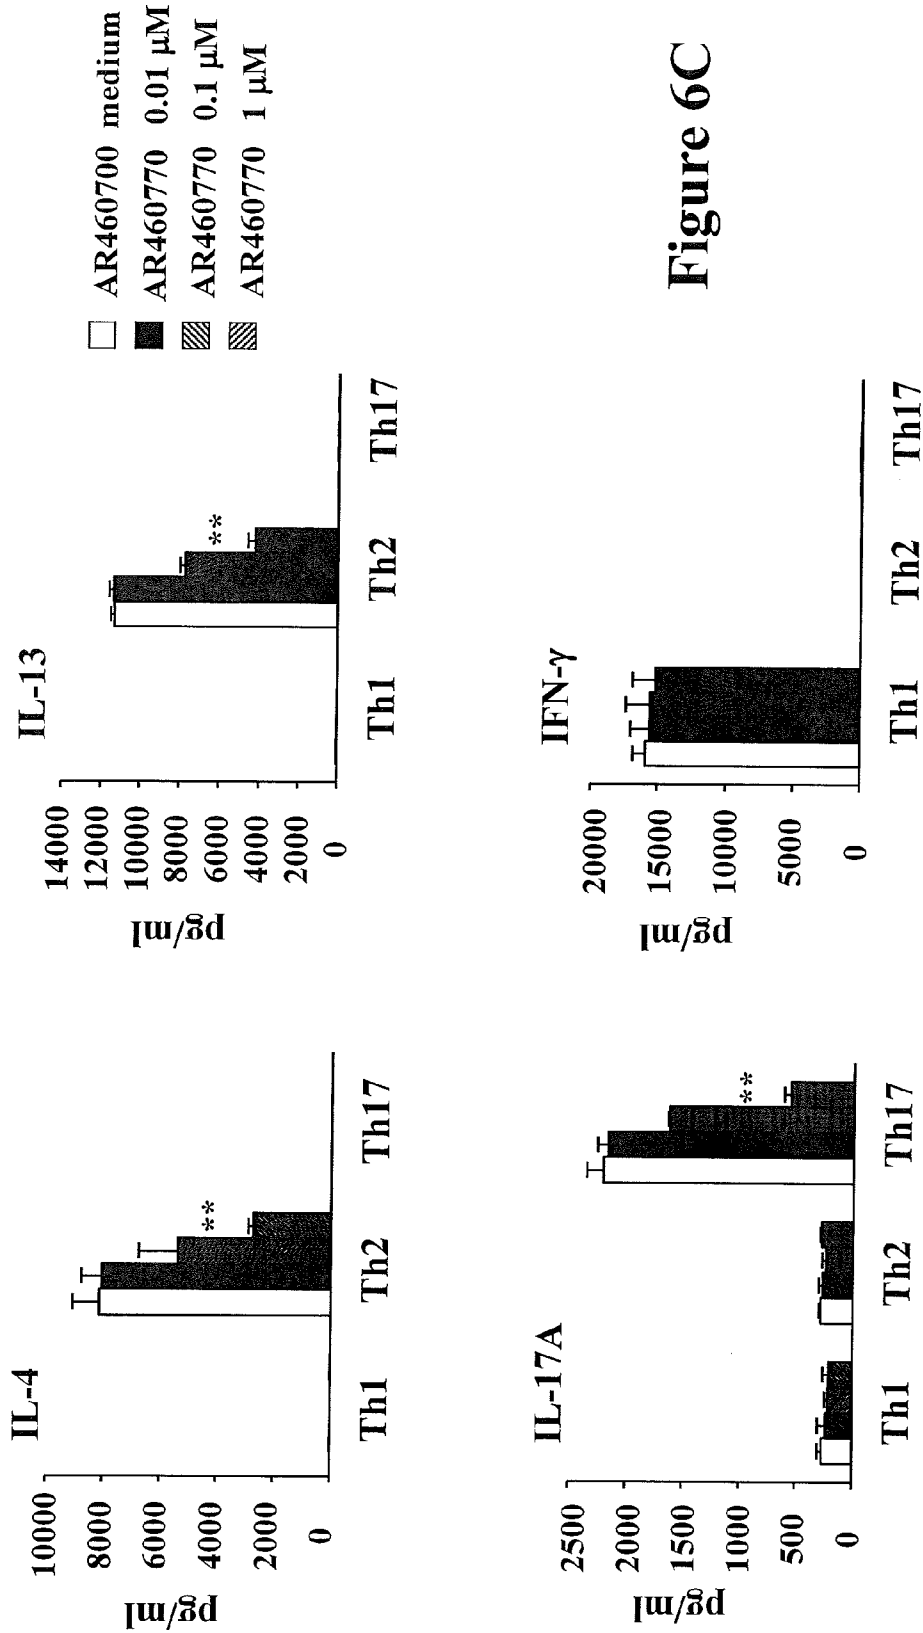 IL-4
pg/ml
10000
8000
6000
4000
2000
0
**
Th1 Th2 Th17
IL-13
pg/ml
14000
12000
10000
8000
6000
4000
2000
0
**
Th1 Th2 Th17
AR460700 medium
AR460770 0.01 µM
AR460770 0.1 µM
AR460770 1 µM
IL-17A
pg/ml
2500
2000
1500
1000
500
0
**
Th1 Th2 Th17
IFN-γ
pg/ml
20000
15000
10000
5000
0
Th1 Th2 Th17
Figure 6C